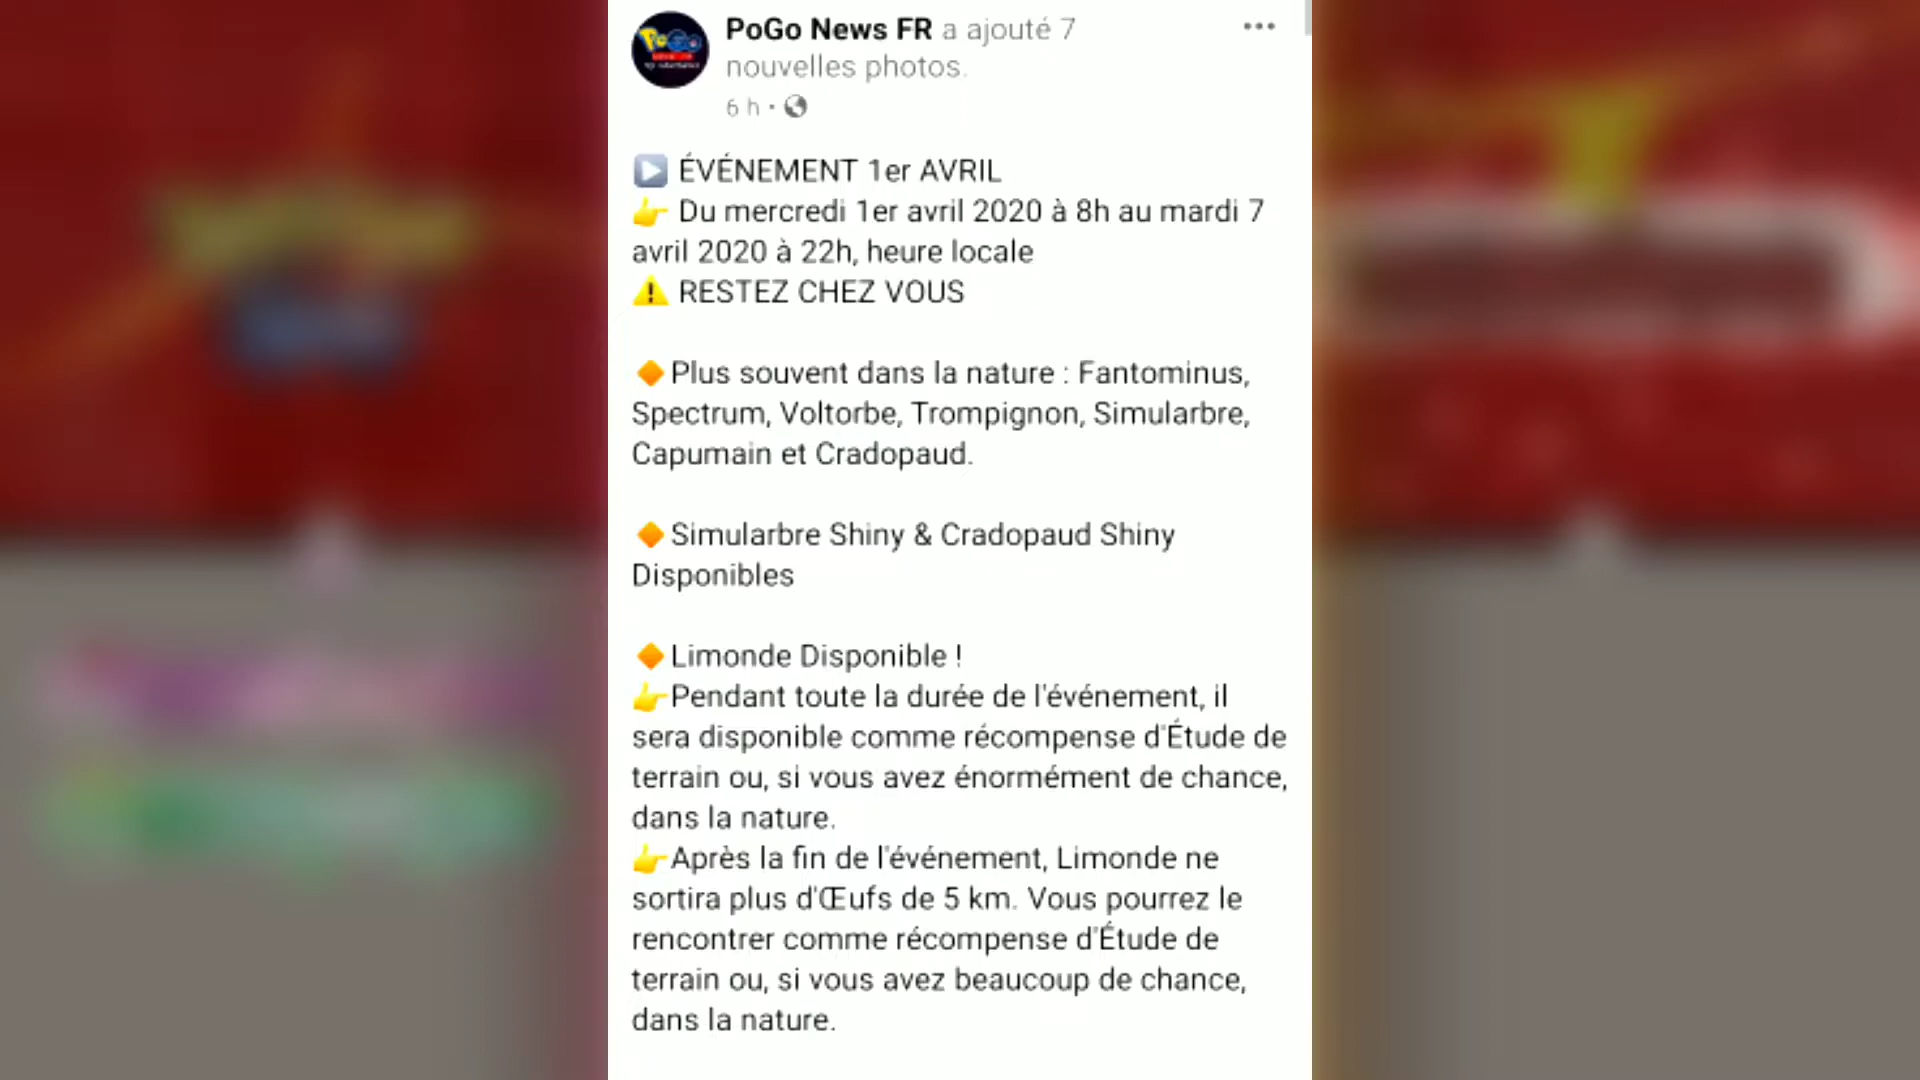 PoGo News FR a ajouté 7
nouvelles photos.
6 h •
ÉVÉNEMENT 1er AVRIL
Du mercredi 1er avril 2020 à 8h au mardi 7
avril 2020 à 22h, heure locale
RESTEZ CHEZ VOUS
Plus souvent dans la nature : Fantominus,
Spectrum, Voltorbe, Trompignon, Simularbre,
Capumain et Cradopaud.
Simularbre Shiny & Cradopaud Shiny
Disponibles
Limonde Disponible !
Pendant toute la durée de l'événement, il
sera disponible comme récompense d'Étude de
terrain ou, si vous avez énormément de chance,
dans la nature.
Après la fin de l'événement, Limonde ne
sortira plus d'Œufs de 5 km. Vous pourrez le
rencontrer comme récompense d'Étude de
terrain ou, si vous avez beaucoup de chance,
dans la nature.